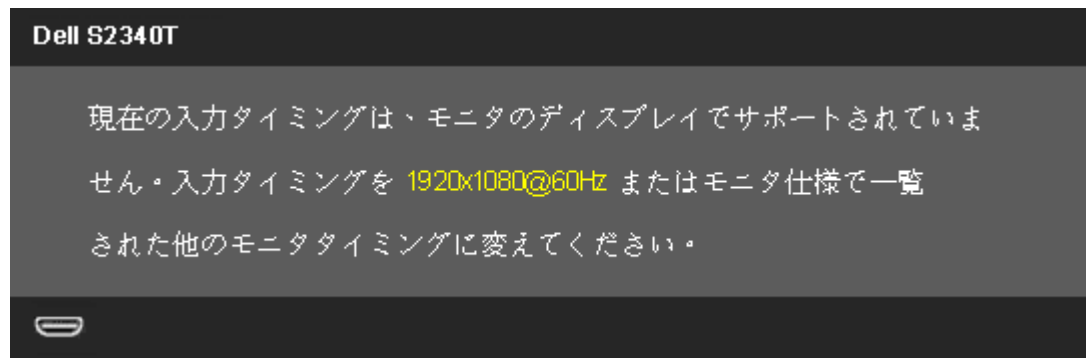 Dell S2340T
現在の入力タイミングは、モニタのディスプレイでサポートされていま
せん。入力タイミングを 1920x1080@60Hz またはモニタ仕様で一覧
された他のモニタタイミングに変えてください。